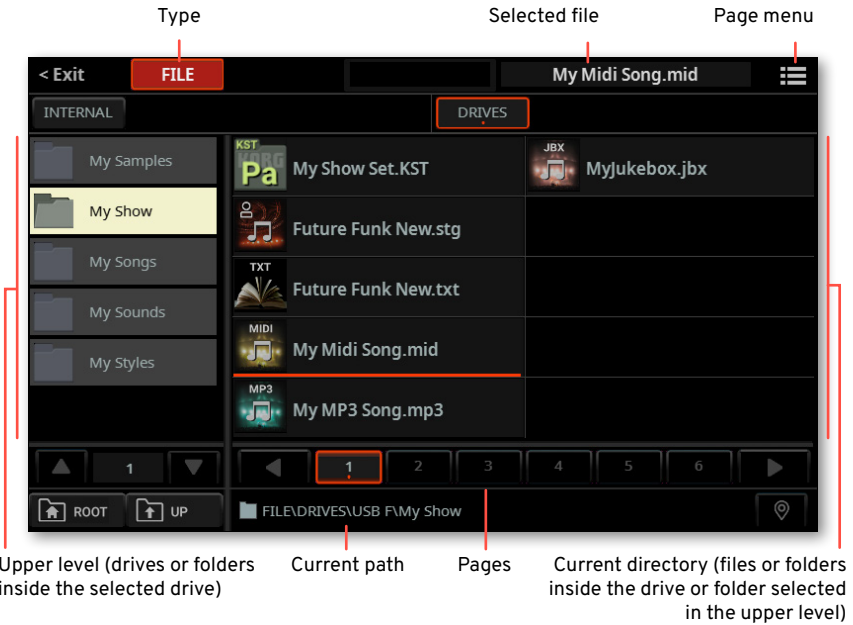 Type
Selected file
Page menu
< Exit
FILE
My Midi Song.mid
INTERNAL
DRIVES
My Samples
My Show
My Songs
My Sounds
My Styles
KST
KORG
Pa
My Show Set.KST
JBX
MyJukebox.jbx
Future Funk New.stg
TXT
Future Funk New.txt
MIDI
My Midi Song.mid
MP3
My MP3 Song.mp3
1
1
2
3
4
5
6
ROOT
UP
FILE\DRIVES\USB F\My Show
Upper level (drives or folders
inside the selected drive)
Current path
Pages
Current directory (files or folders
inside the drive or folder selected
in the upper level)